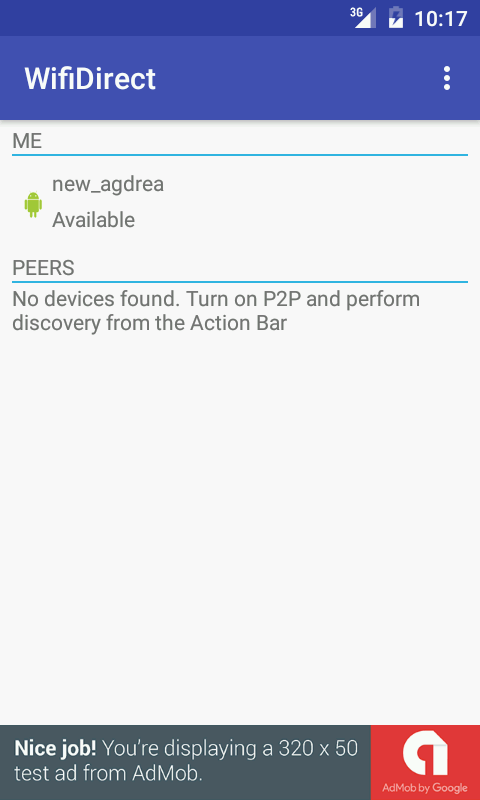 3G 10:17
WifiDirect
ME
new_agdrea
Available
PEERS
No devices found. Turn on P2P and perform
discovery from the Action Bar
Nice job! You're displaying a 320 x 50
test ad from AdMob.
AdMob by Google